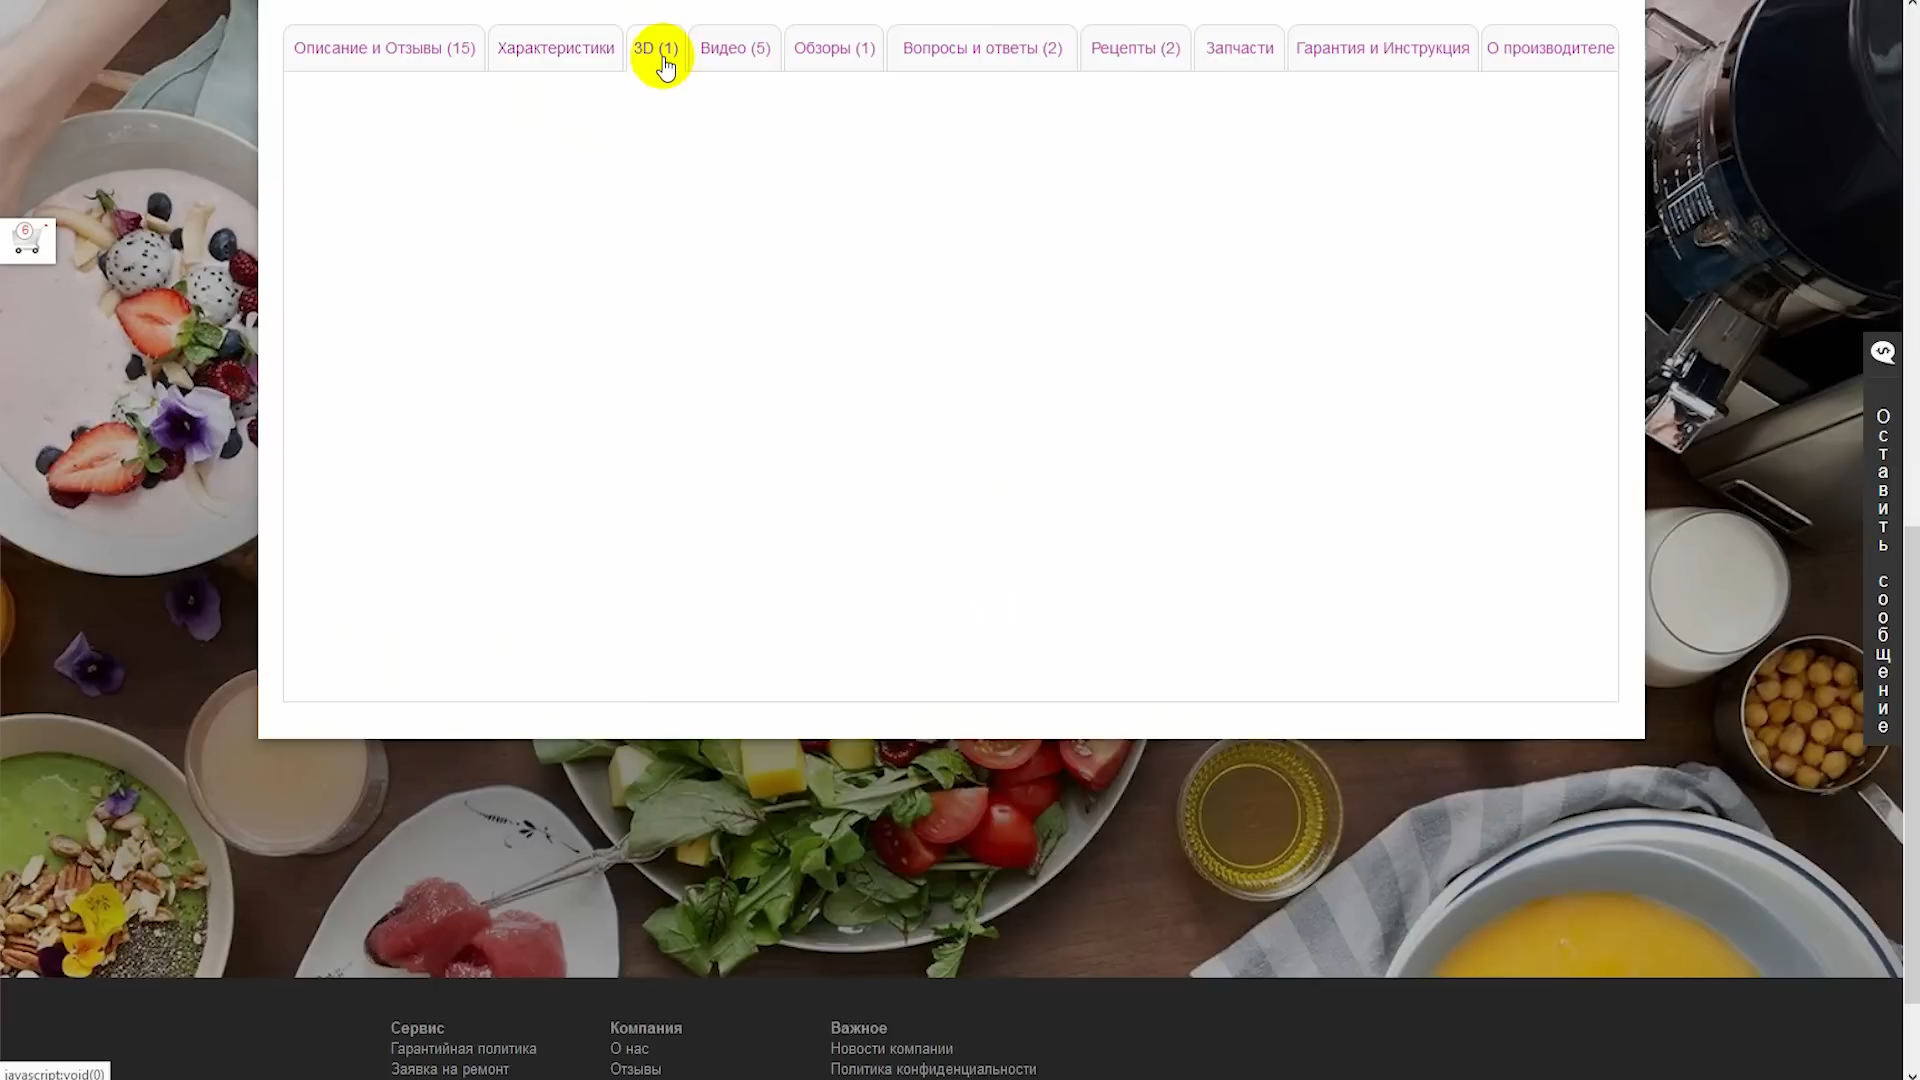 Описание и Отзывы (15) Характеристики 3D (1) Видео (5) Обзоры (1) Вопросы и ответы (2) Рецепты (2) Запчасти Гарантия и Инструкция О производителе
6
Оставить сообщение
Сервис
Гарантийная политика
Заявка на ремонт
Компания
О нас
Отзывы
Важное
Новости компании
Политика конфиденциальности
javascript:void(0)